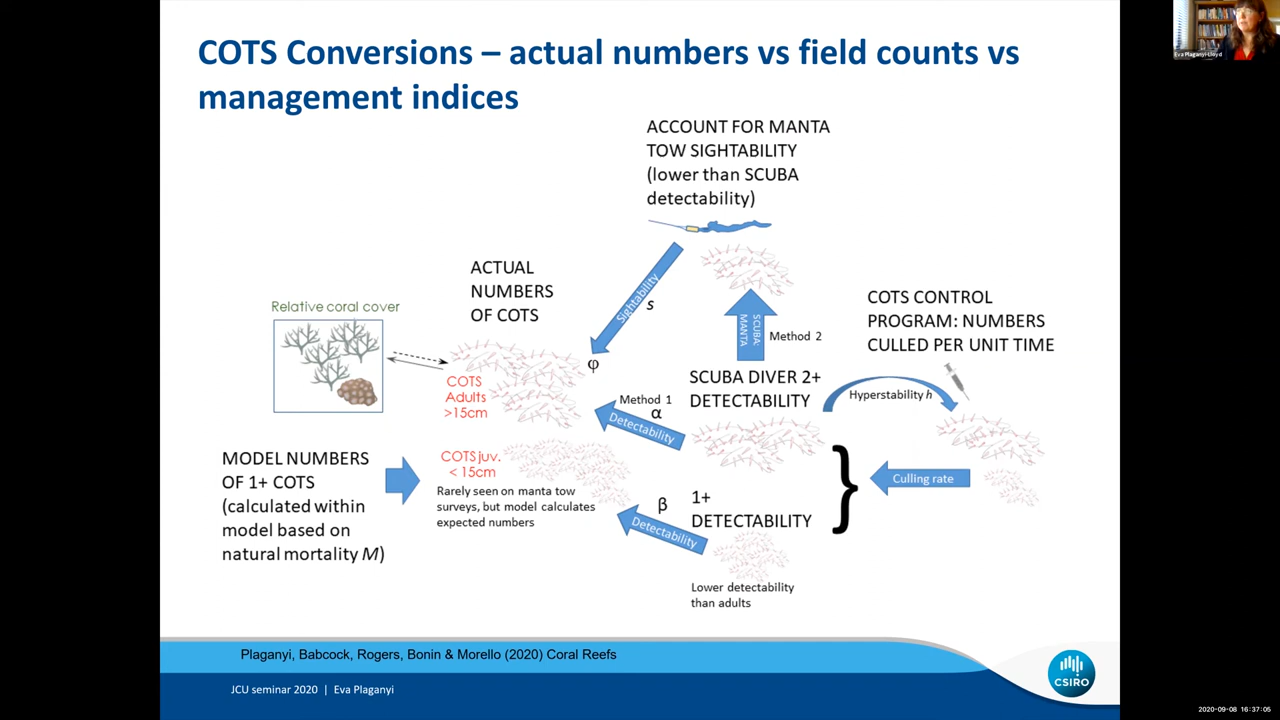 COTS Conversions – actual numbers vs field counts vs
management indices
Eva Plaganyi-Lloyd
ACCOUNT FOR MANTA
TOW SIGHTABILITY
(lower than SCUBA
detectability)
ACTUAL
NUMBERS
OF COTS
Relative coral cover
Sightability
s
φ
SCUBA:
MANTA
Method 2
COTS CONTROL
PROGRAM: NUMBERS
CULLED PER UNIT TIME
COTS
Adults
>15cm
Method 1
α
Detectability
SCUBA DIVER 2+
DETECTABILITY
Hyperstability h
MODEL NUMBERS
OF 1+ COTS
(calculated within
model based on
natural mortality M)
COTS juv.
< 15cm
Rarely seen on manta tow
surveys, but model calculates
expected numbers
β
Detectability
1+
DETECTABILITY
}
Culling rate
Lower detectability
than adults
Plaganyi, Babcock, Rogers, Bonin & Morello (2020) Coral Reefs
JCU seminar 2020 | Eva Plaganyi
CSIRO
2020-09-08 16:37:05